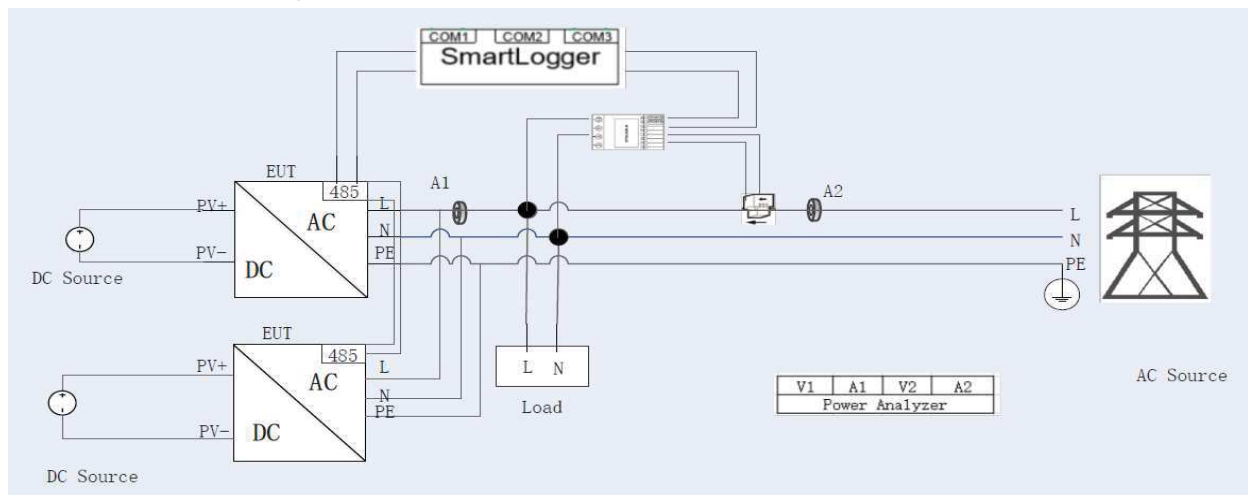 COM1 COM2 COM3
SmartLogger
EUT
485
A1
A2
PV+
L
AC
L
N
N
PV-
PE
DC
PE
DC Source
EUT
485
PV+
L
AC
L N
V1 A1 V2 A2
AC Source
N
Load
Power Analyzer
PE
PV-
DC
DC Source